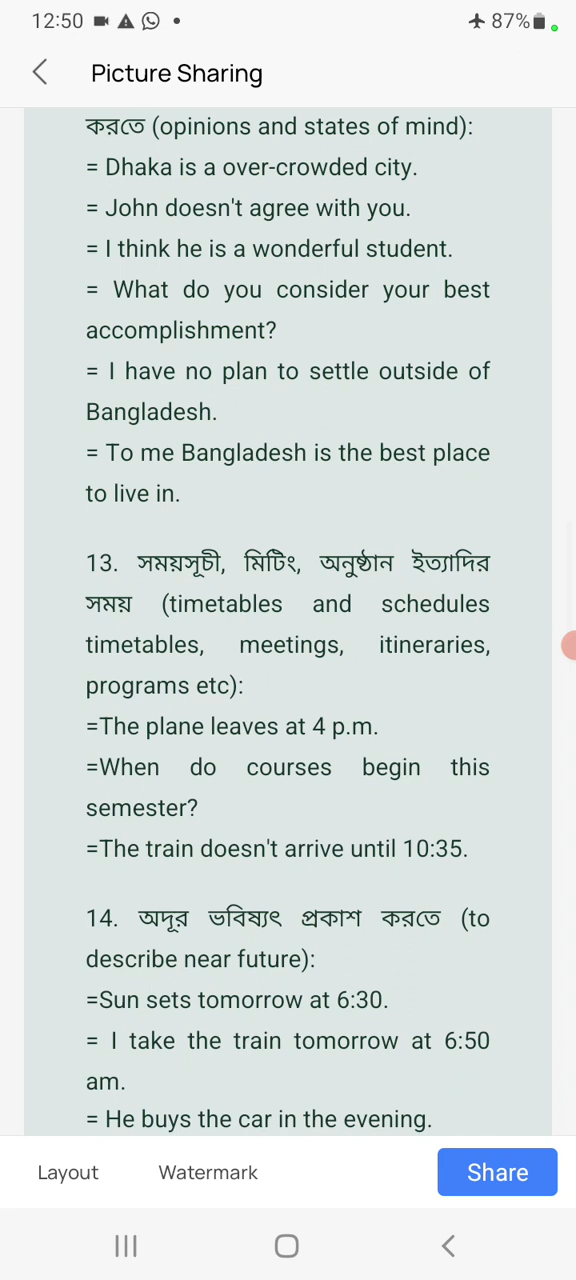 12:50
87%
Picture Sharing
করতে (opinions and states of mind):
= Dhaka is a over-crowded city.
= John doesn't agree with you.
= I think he is a wonderful student.
= What do you consider your best
accomplishment?
= I have no plan to settle outside of
Bangladesh.
= To me Bangladesh is the best place
to live in.
13. সময়সূচী, মিটিং, অনুষ্ঠান ইত্যাদির
সময় (timetables and schedules
timetables, meetings, itineraries,
programs etc):
=The plane leaves at 4 p.m.
=When do courses begin this
semester?
=The train doesn't arrive until 10:35.
14. অদূর ভবিষ্যৎ প্রকাশ করতে (to
describe near future):
=Sun sets tomorrow at 6:30.
= I take the train tomorrow at 6:50
am.
= He buys the car in the evening.
Layout
Watermark
Share